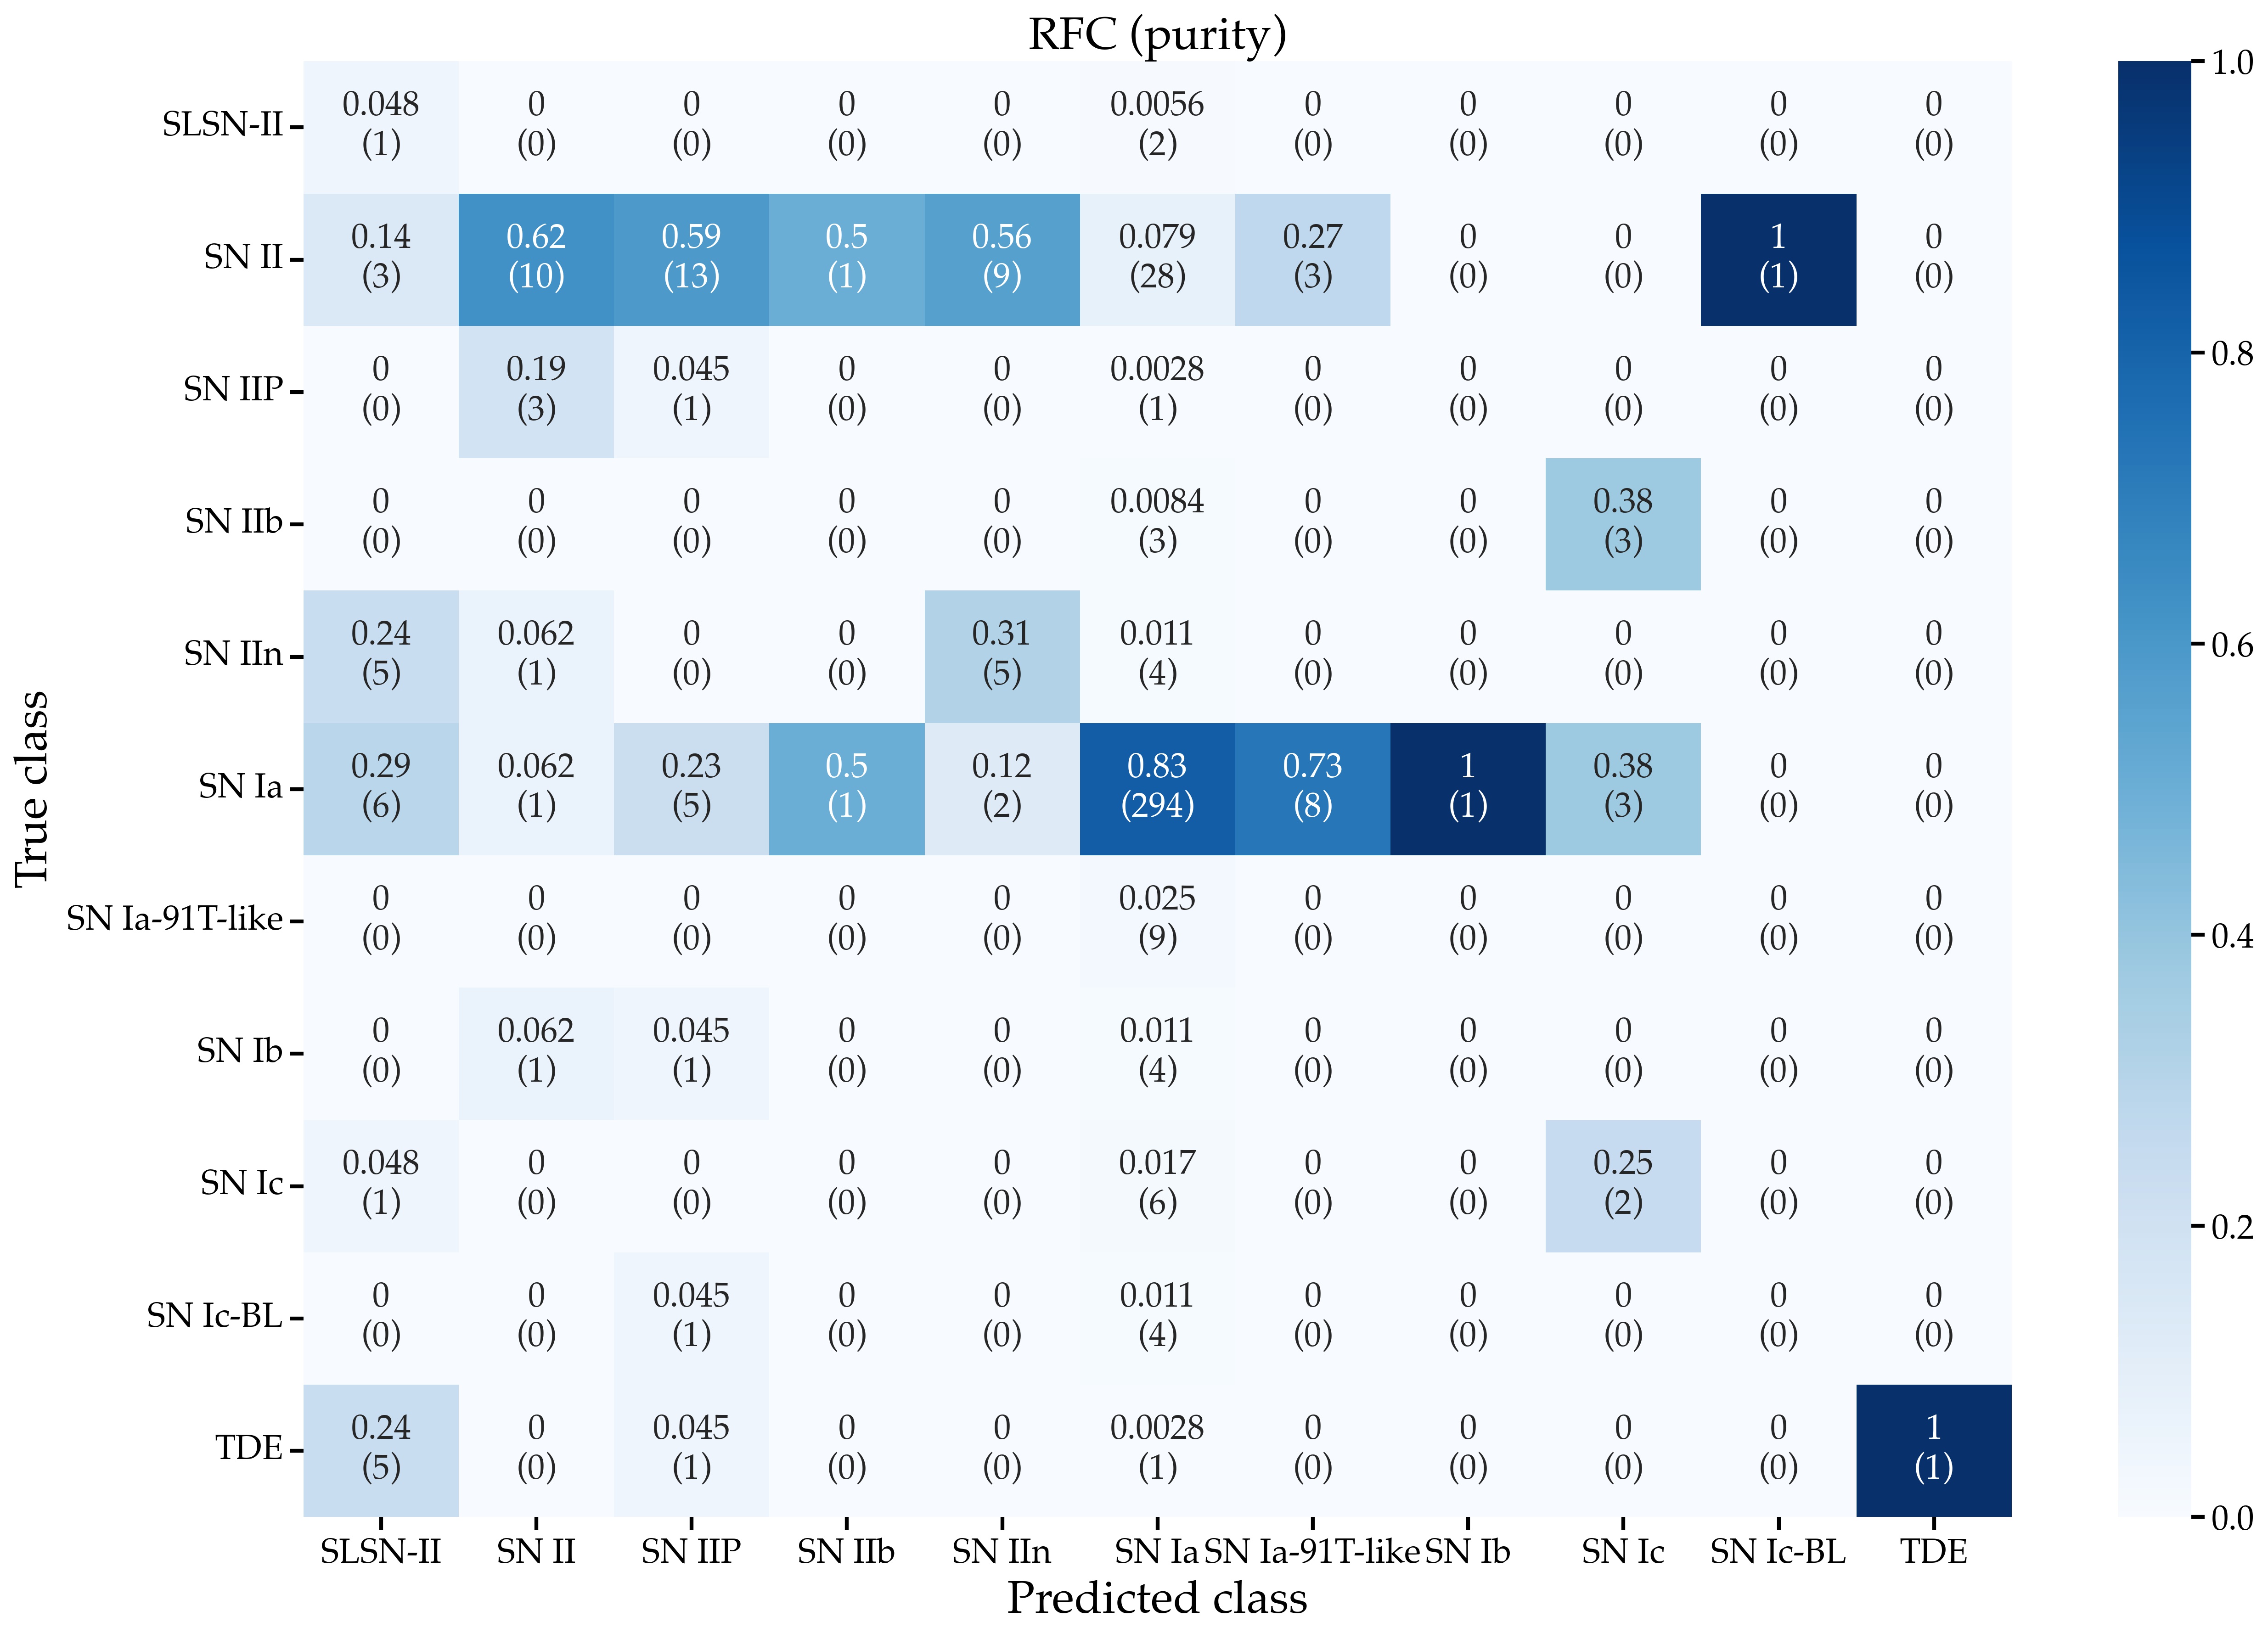 RFC (purity)
SLSN-II 0.048 0 0 0 0 0.0056 0 0 0 0 0
(1) (0) (0) (0) (0) (2) (0) (0) (0) (0) (0)
SN II 0.14 0.62 0.59 0.5 0.56 0.079 0.27 0 0 1 0
(3) (10) (13) (1) (9) (28) (3) (0) (0) (1) (0)
SN IIP 0 0.19 0.045 0 0 0.0028 0 0 0 0 0
(0) (3) (1) (0) (0) (1) (0) (0) (0) (0) (0)
SN IIb 0 0 0 0 0 0.0084 0 0 0.38 0 0
(0) (0) (0) (0) (0) (3) (0) (0) (3) (0) (0)
SN IIn 0.24 0.062 0 0 0.31 0.011 0 0 0 0 0
(5) (1) (0) (0) (5) (4) (0) (0) (0) (0) (0)
SN Ia 0.29 0.062 0.23 0.5 0.12 0.83 0.73 1 0.38 0 0
(6) (1) (5) (1) (2) (294) (8) (1) (3) (0) (0)
SN Ia-91T-like 0 0 0 0 0 0.025 0 0 0 0 0
(0) (0) (0) (0) (0) (9) (0) (0) (0) (0) (0)
SN Ib 0 0.062 0.045 0 0 0.011 0 0 0 0 0
(0) (1) (1) (0) (0) (4) (0) (0) (0) (0) (0)
SN Ic 0.048 0 0 0 0 0.017 0 0 0.25 0 0
(1) (0) (0) (0) (0) (6) (0) (0) (2) (0) (0)
SN Ic-BL 0 0 0.045 0 0 0.011 0 0 0 0 0
(0) (0) (1) (0) (0) (4) (0) (0) (0) (0) (0)
TDE 0.24 0 0.045 0 0 0.0028 0 0 0 0 1
(5) (0) (1) (0) (0) (1) (0) (0) (0) (0) (1)
SLSN-II SN II SN IIP SN IIb SN IIn SN Ia SN Ia-91T-like SN Ib SN Ic SN Ic-BL TDE
Predicted class
True class
1.0
0.8
0.6
0.4
0.2
0.0